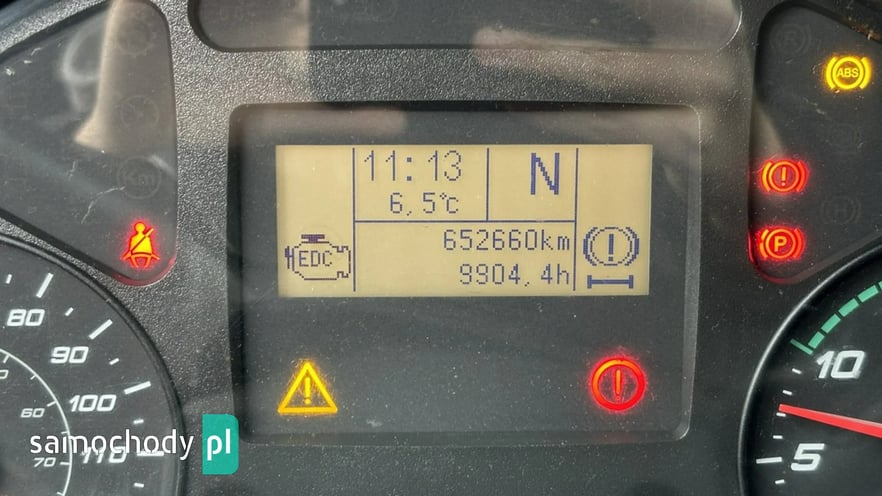 ABS
11:13
N
6,5°C
652660km
9904,4h
EDC
P
80
90
100
110
60
70
10
5
samochody pl